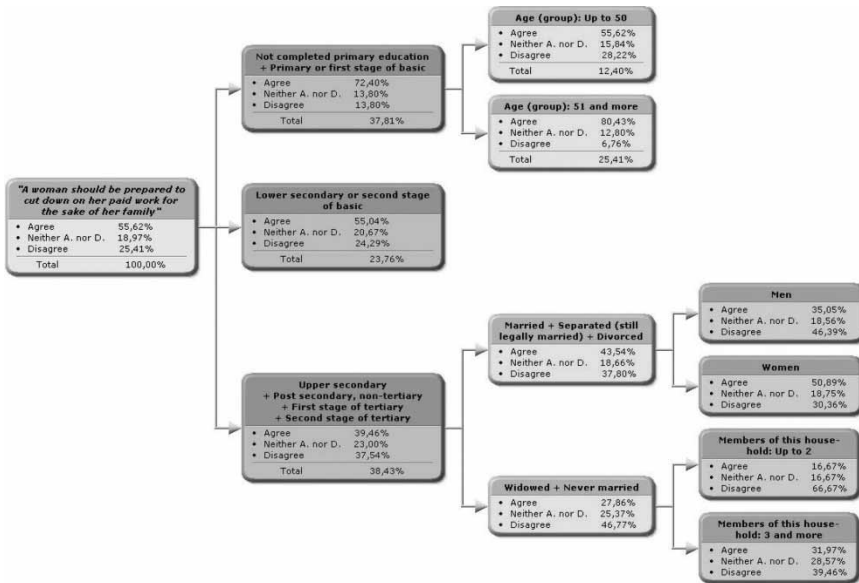 "A woman should be prepared to
cut down on her paid work for
the sake of her family"
• Agree 55,62%
• Neither A. nor D. 18,97%
• Disagree 25,41%
Total 100,00%
Not completed primary education
+ Primary or first stage of basic
• Agree 72,40%
• Neither A. nor D. 13,80%
• Disagree 13,80%
Total 37,81%
Age (group): Up to 50
• Agree 55,62%
• Neither A. nor D. 15,84%
• Disagree 28,22%
Total 12,40%
Age (group): 51 and more
• Agree 80,43%
• Neither A. nor D. 12,80%
• Disagree 6,76%
Total 25,41%
Lower secondary or second stage
of basic
• Agree 55,04%
• Neither A. nor D. 20,67%
• Disagree 24,29%
Total 23,76%
Upper secondary
+ Post secondary, non-tertiary
+ First stage of tertiary
+ Second stage of tertiary
• Agree 39,46%
• Neither A. nor D. 23,00%
• Disagree 37,54%
Total 38,43%
Married + Separated (still
legally married) + Divorced
• Agree 43,54%
• Neither A. nor D. 18,66%
• Disagree 37,80%
Men
• Agree 35,05%
• Neither A. nor D. 18,56%
• Disagree 46,39%
Women
• Agree 50,89%
• Neither A. nor D. 18,75%
• Disagree 30,36%
Widowed + Never married
• Agree 27,86%
• Neither A. nor D. 25,37%
• Disagree 46,77%
Members of this house-
hold: Up to 2
• Agree 16,67%
• Neither A. nor D. 16,67%
• Disagree 66,67%
Members of this house-
hold: 3 and more
• Agree 31,97%
• Neither A. nor D. 28,57%
• Disagree 39,46%